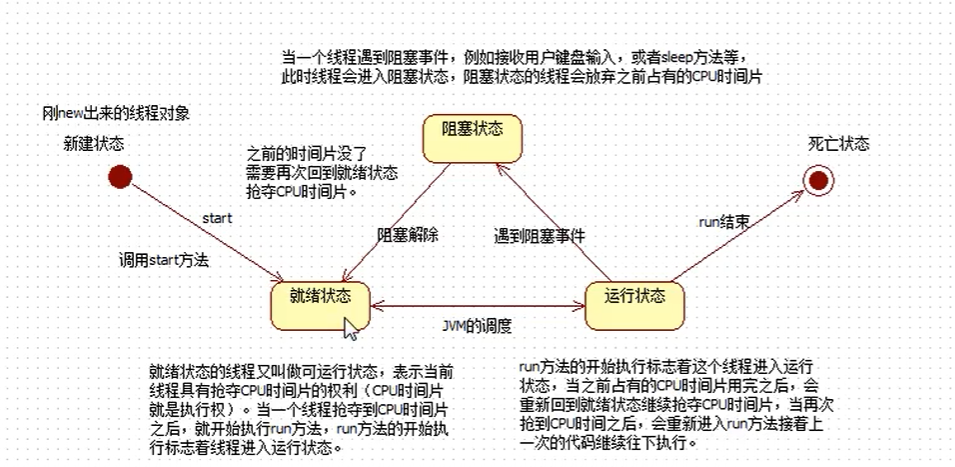 当一个线程遇到阻塞事件，例如接收用户键盘输入，或者sleep方法等，
此时线程会进入阻塞状态，阻塞状态的线程会放弃之前占有的CPU时间片
刚new出来的线程对象
新建状态
阻塞状态
死亡状态
之前的时间片没了
需要再次回到就绪状态
抢夺CPU时间片。
start
run结束
阻塞解除
遇到阻塞事件
调用start方法
就绪状态
运行状态
JVM的调度
就绪状态的线程又叫做可运行状态，表示当前
线程具有抢夺CPU时间片的权利（CPU时间片
就是执行权）。当一个线程抢夺到CPU时间片
之后，就开始执行run方法，run方法的开始执
行标志着线程进入运行状态。
run方法的开始执行标志着这个线程进入运行
状态，当之前占有的CPU时间片用完之后，会
重新回到就绪状态继续抢夺CPU时间片，当再次
抢到CPU时间之后，会重新进入run方法接着上
一次的代码继续往下执行。